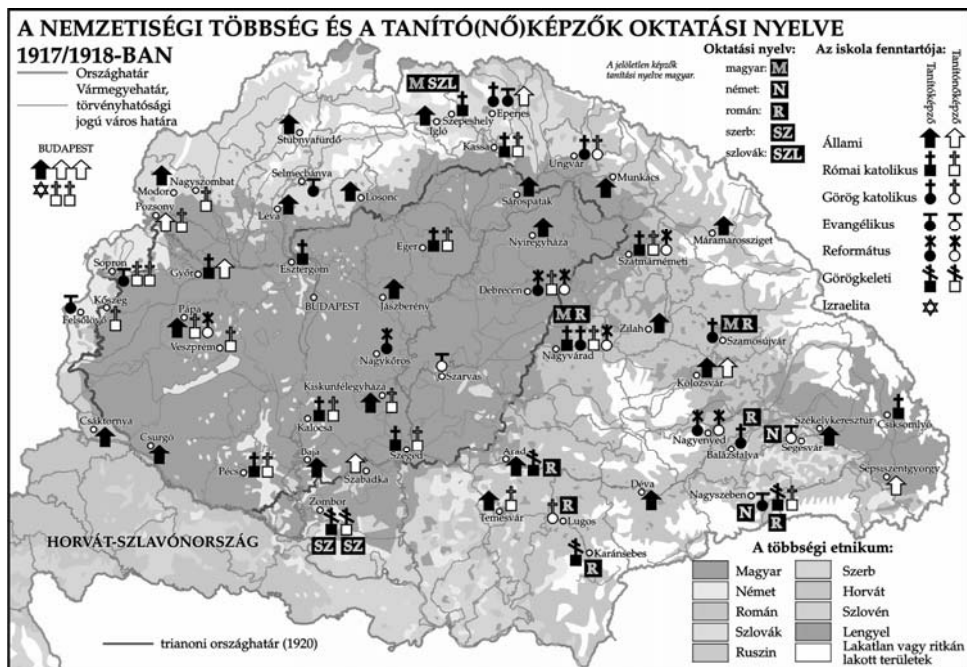 A NEMZETISÉGI TÖBBSÉG ÉS A TANÍTÓ(NŐ)KÉPZŐK OKTATÁSI NYELVE
1917/1918-BAN
Országhatár
Vármegyehatár,
törvényhatósági
jogú város határa
BUDAPEST
A jelöletlen képzők
tanítási nyelve magyar.
Oktatási nyelv:
magyar: M
német: N
román: R
szerb: SZ
szlovák: SZL
Az iskola fenntartója:
Tanítóképző
Tanítónőképző
Állami
Római katolikus
Görög katolikus
Evangélikus
Református
Görögkeleti
Izraelita
M SZL
Stubnyafürdő
Igló
Szepeshely
Eperjes
Kassa
Ungvár
Munkács
Modor
Nagyszombat
Selmecbánya
Pozsony
Léva
Losonc
Sárospatak
Nyíregyháza
Máramarossziget
Sopron
Győr
Esztergom
Eger
Szatmárnémeti
Kőszeg
Felsőlövő
Pápa
Veszprém
BUDAPEST
Jászberény
Debrecen
M R
Nagyvárad
Zilah
M R
Szamosújvár
Nagykőrös
Szarvas
Kolozsvár
Kiskunfélegyháza
Kalocsa
Csáktornya
Csurgó
Pécs
Baja
Szabadka
Szeged
Arad
R
Nagyenyed
R
Balázsfalva
N
Segesvár
Székelykeresztúr
Csíksomlyó
Sepsiszentgyörgy
Zombor
SZ SZ
Temesvár
Lugos
R
Déva
Nagyszeben
N
R
Karánsebes
R
HORVÁT-SZLAVÓNORSZÁG
trianoni országhatár (1920)
A többségi etnikum:
Magyar
Német
Román
Szlovák
Ruszin
Szerb
Horvát
Szlovén
Lengyel
Lakatlan vagy ritkán
lakott területek